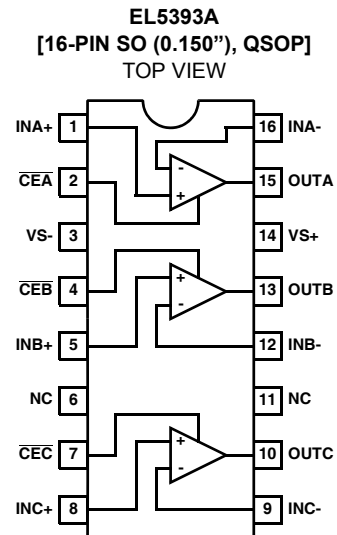 EL5393A
[16-PIN SO (0.150”), QSOP]
TOP VIEW
INA+ 1 16 INA-
CEA 2 15 OUTA
VS- 3 14 VS+
CEB 4 13 OUTB
INB+ 5 12 INB-
NC 6 11 NC
CEC 7 10 OUTC
INC+ 8 9 INC-
-
+
+
-
+
-